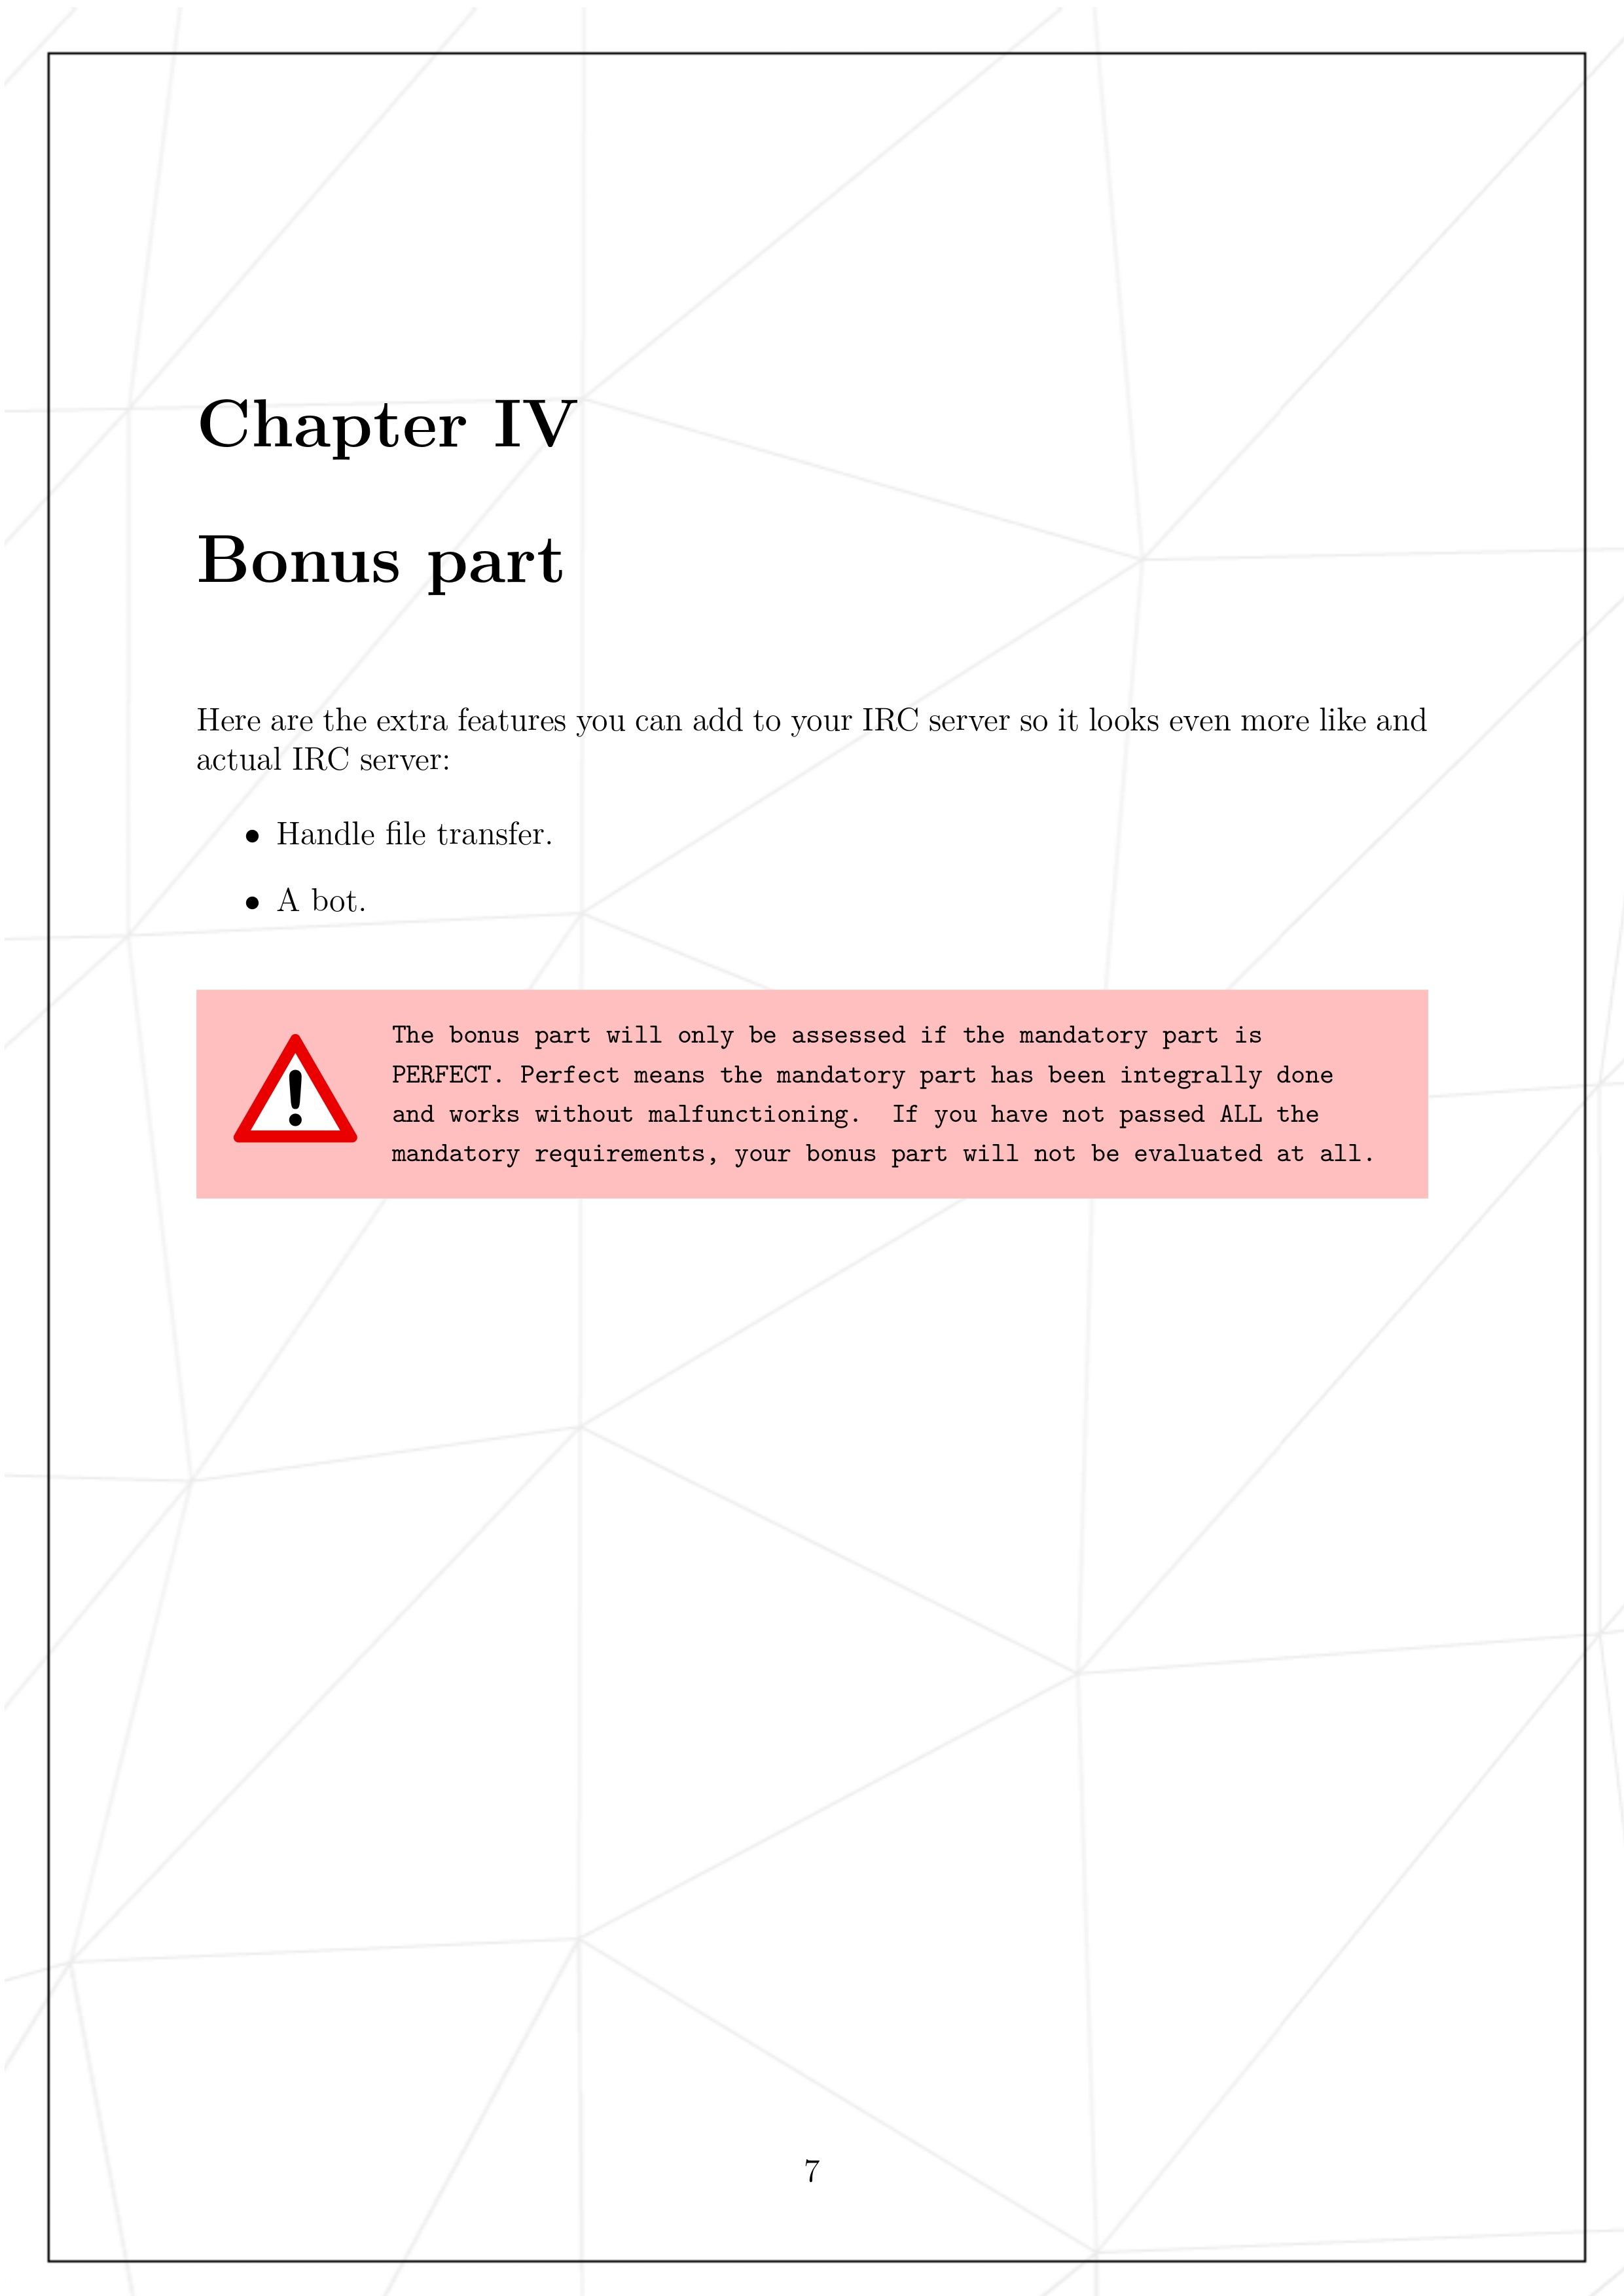 Chapter IV
Bonus part
Here are the extra features you can add to your IRC server so it looks even more like and
actual IRC server:
• Handle file transfer.
• A bot.
The bonus part will only be assessed if the mandatory part is
PERFECT. Perfect means the mandatory part has been integrally done
and works without malfunctioning.  If you have not passed ALL the
mandatory requirements, your bonus part will not be evaluated at all.
7